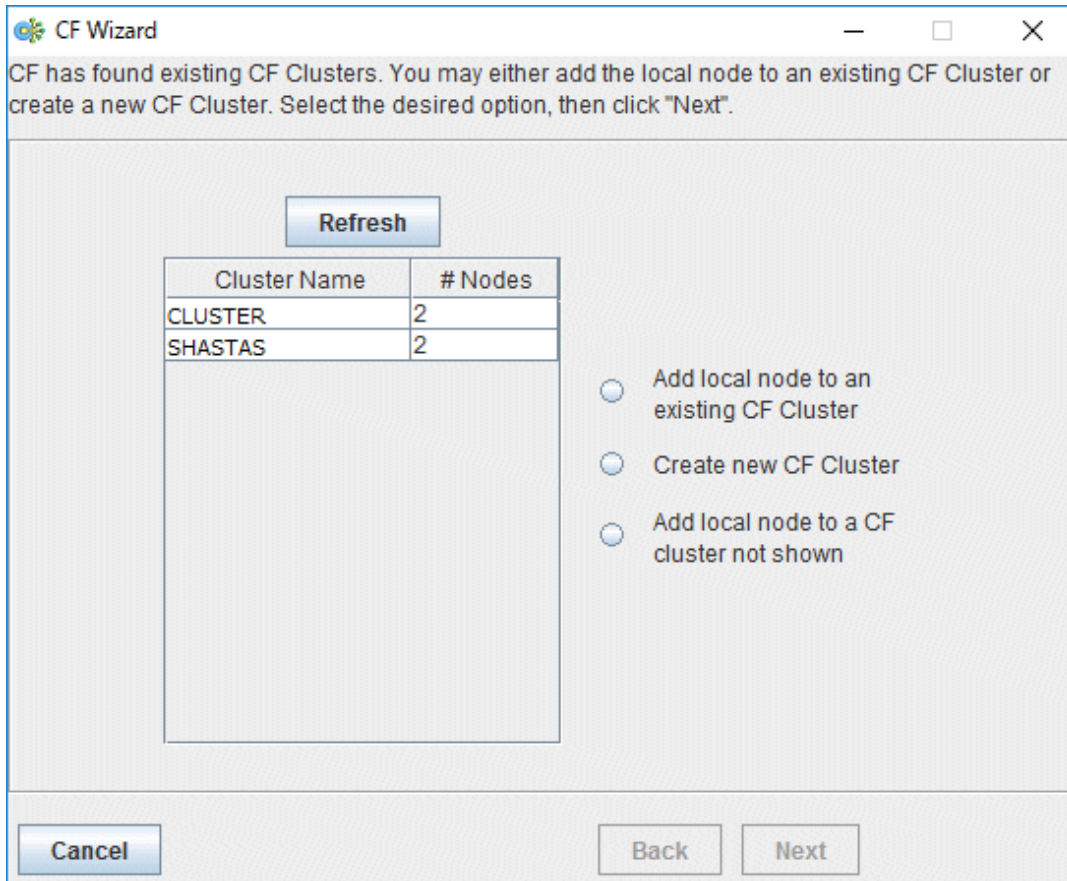 CF Wizard
CF has found existing CF Clusters. You may either add the local node to an existing CF Cluster or
create a new CF Cluster. Select the desired option, then click "Next".
Refresh
Cluster Name # Nodes
CLUSTER 2
SHASTAS 2
Add local node to an
existing CF Cluster
Create new CF Cluster
Add local node to a CF
cluster not shown
Cancel Back Next